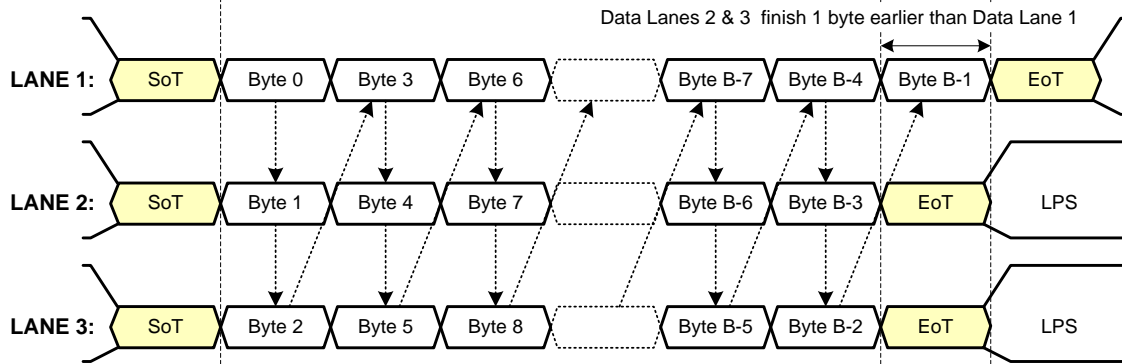 Data Lanes 2 & 3 finish 1 byte earlier than Data Lane 1
LANE 1: SoT Byte 0 Byte 3 Byte 6 Byte B-7 Byte B-4 Byte B-1 EoT
LANE 2: SoT Byte 1 Byte 4 Byte 7 Byte B-6 Byte B-3 EoT LPS
LANE 3: SoT Byte 2 Byte 5 Byte 8 Byte B-5 Byte B-2 EoT LPS